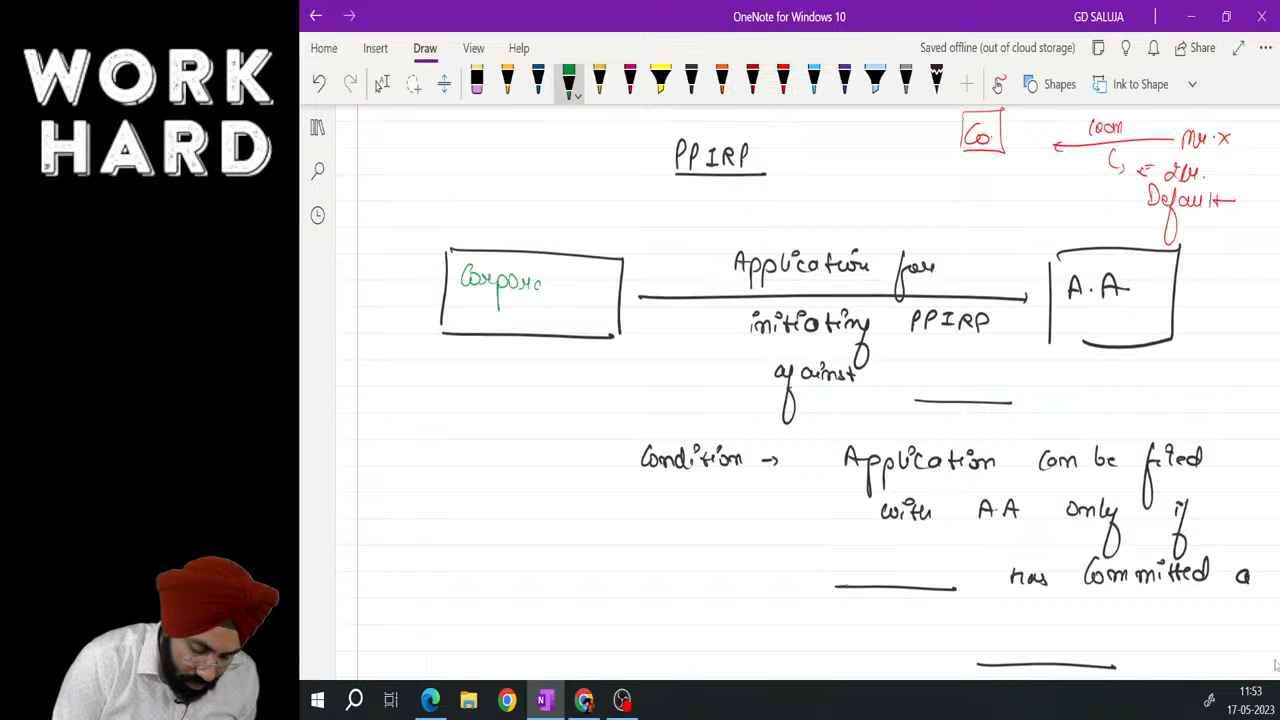 WORK
HARD
OneNote for Windows 10
GD SALUJA
Home Insert Draw View Help
Saved offline (out of cloud storage)
Share
Shapes
Ink to Shape
PPIRP
Co.
loan
Mr. X
Default
Corpora
Application for
A.A
initiating PPIRP
against
Condition → Application can be filed
with A.A only if
has Committed a
11:53
17-05-2023